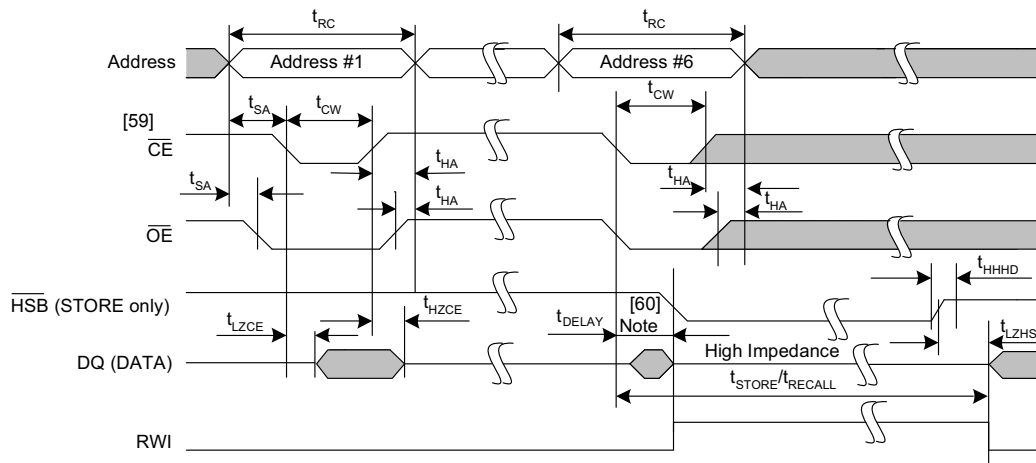 tRC tRC
Address Address #1 Address #6
tSA tCW tCW
[59]
CE
tHA
tSA tHA
tHA tHA
OE
tHHHD
HSB (STORE only)
[60]
tLZCE tHZCE tDELAY Note tLZHS
High Impedance
DQ (DATA)
tSTORE/tRECALL
RWI